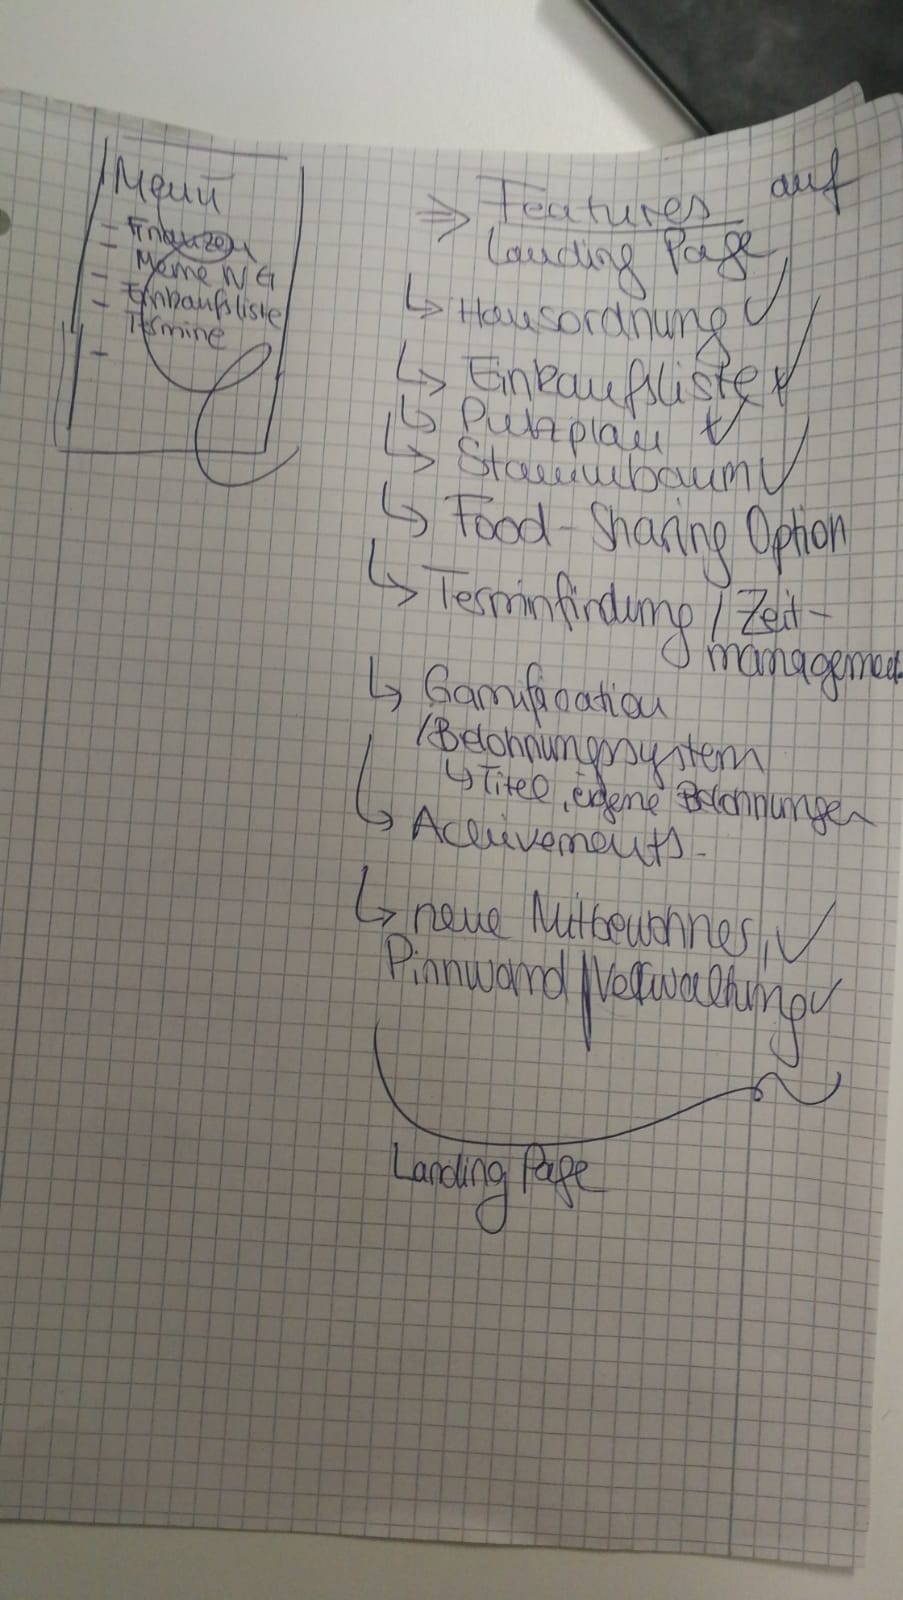 Menü
- Finanzen
- Meine WG
- Einkaufsliste
- Termine
-
⇒ Features auf
Landing Page
↳ Hausordnung ✓
↳ Einkaufsliste ✓
↳ Putzplan ✓
↳ Stammbaum ✓
↳ Food-Sharing Option
↳ Terminfindung / Zeit-
management
↳ Gamification
/Belohnungssystem
↳ Titel, eigene Belohnungen
↳ Achievements
↳ neue Mitbewohner, ✓
Pinnwand / Verwaltung ✓
Landing Page